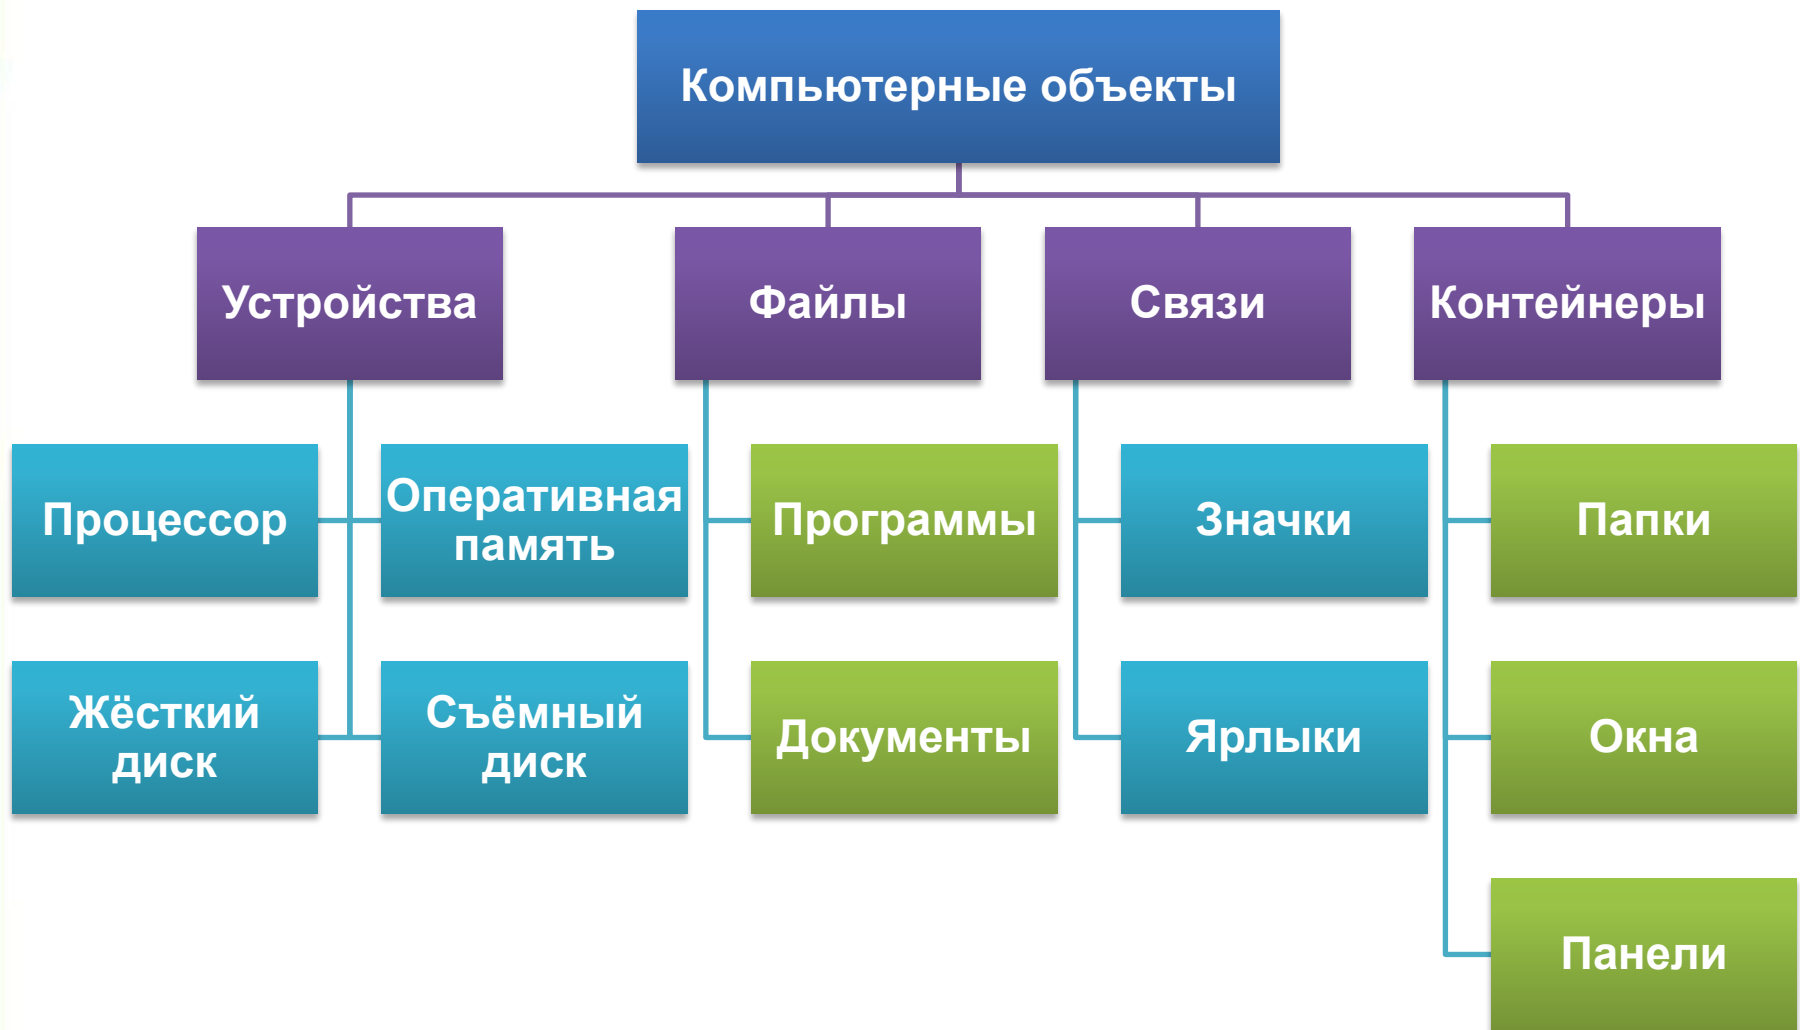 Компьютерные объекты
Устройства
Файлы
Связи
Контейнеры
Процессор
Оперативная
память
Программы
Значки
Папки
Жёсткий
диск
Съёмный
диск
Документы
Ярлыки
Окна
Панели